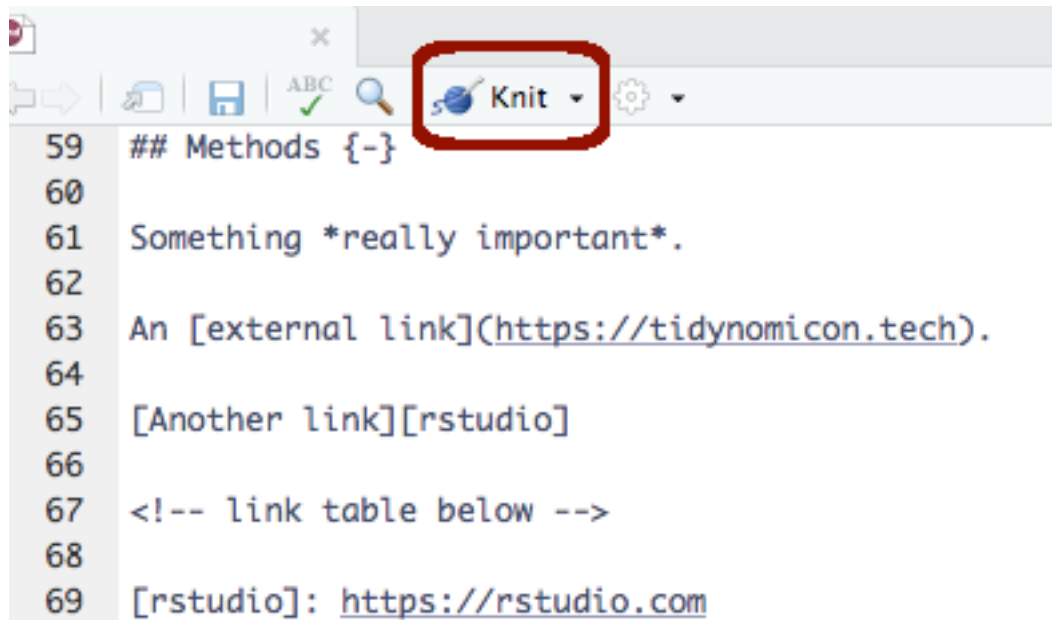 ABC
Knit
59 ## Methods {-}
60
61 Something *really important*.
62
63 An [external link](https://tidynomicon.tech).
64
65 [Another link][rstudio]
66
67 <!-- link table below -->
68
69 [rstudio]: https://rstudio.com